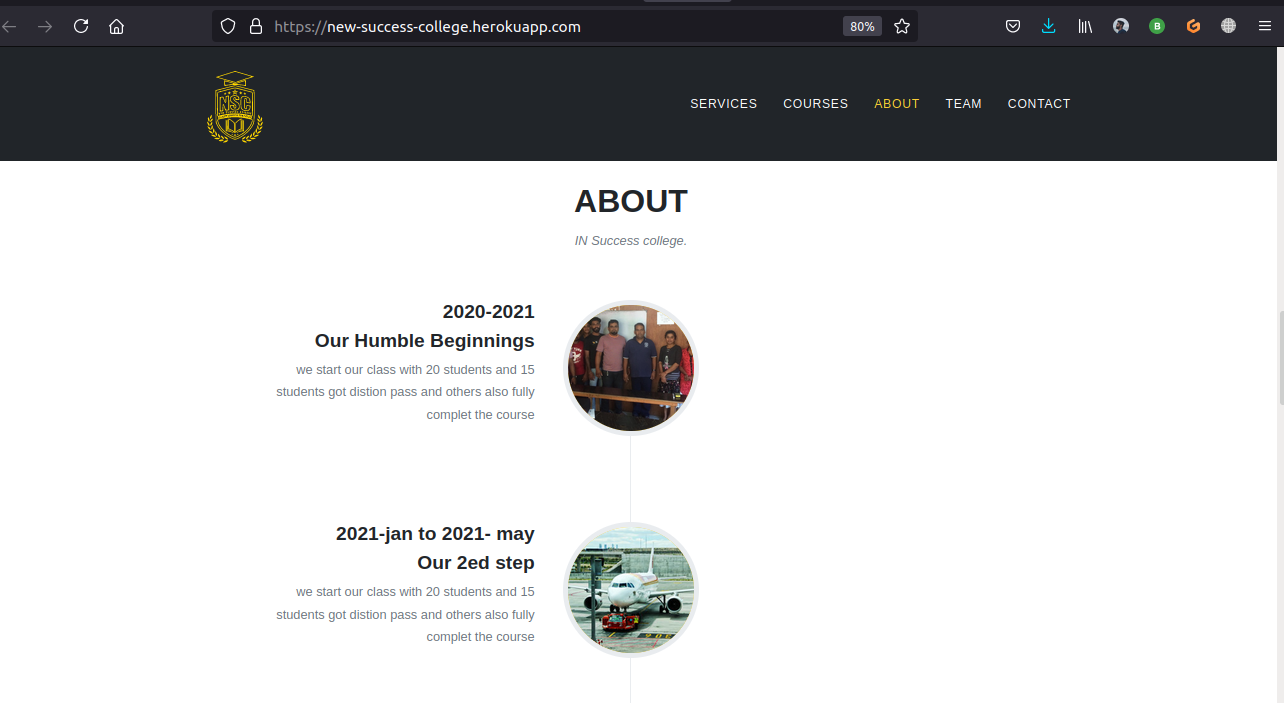 https://new-success-college.herokuapp.com
80%
B
NSC
SERVICES COURSES ABOUT TEAM CONTACT
ABOUT
IN Success college.
2020-2021
Our Humble Beginnings
we start our class with 20 students and 15
students got distion pass and others also fully
complet the course
2021-jan to 2021- may
Our 2ed step
we start our class with 20 students and 15
students got distion pass and others also fully
complet the course